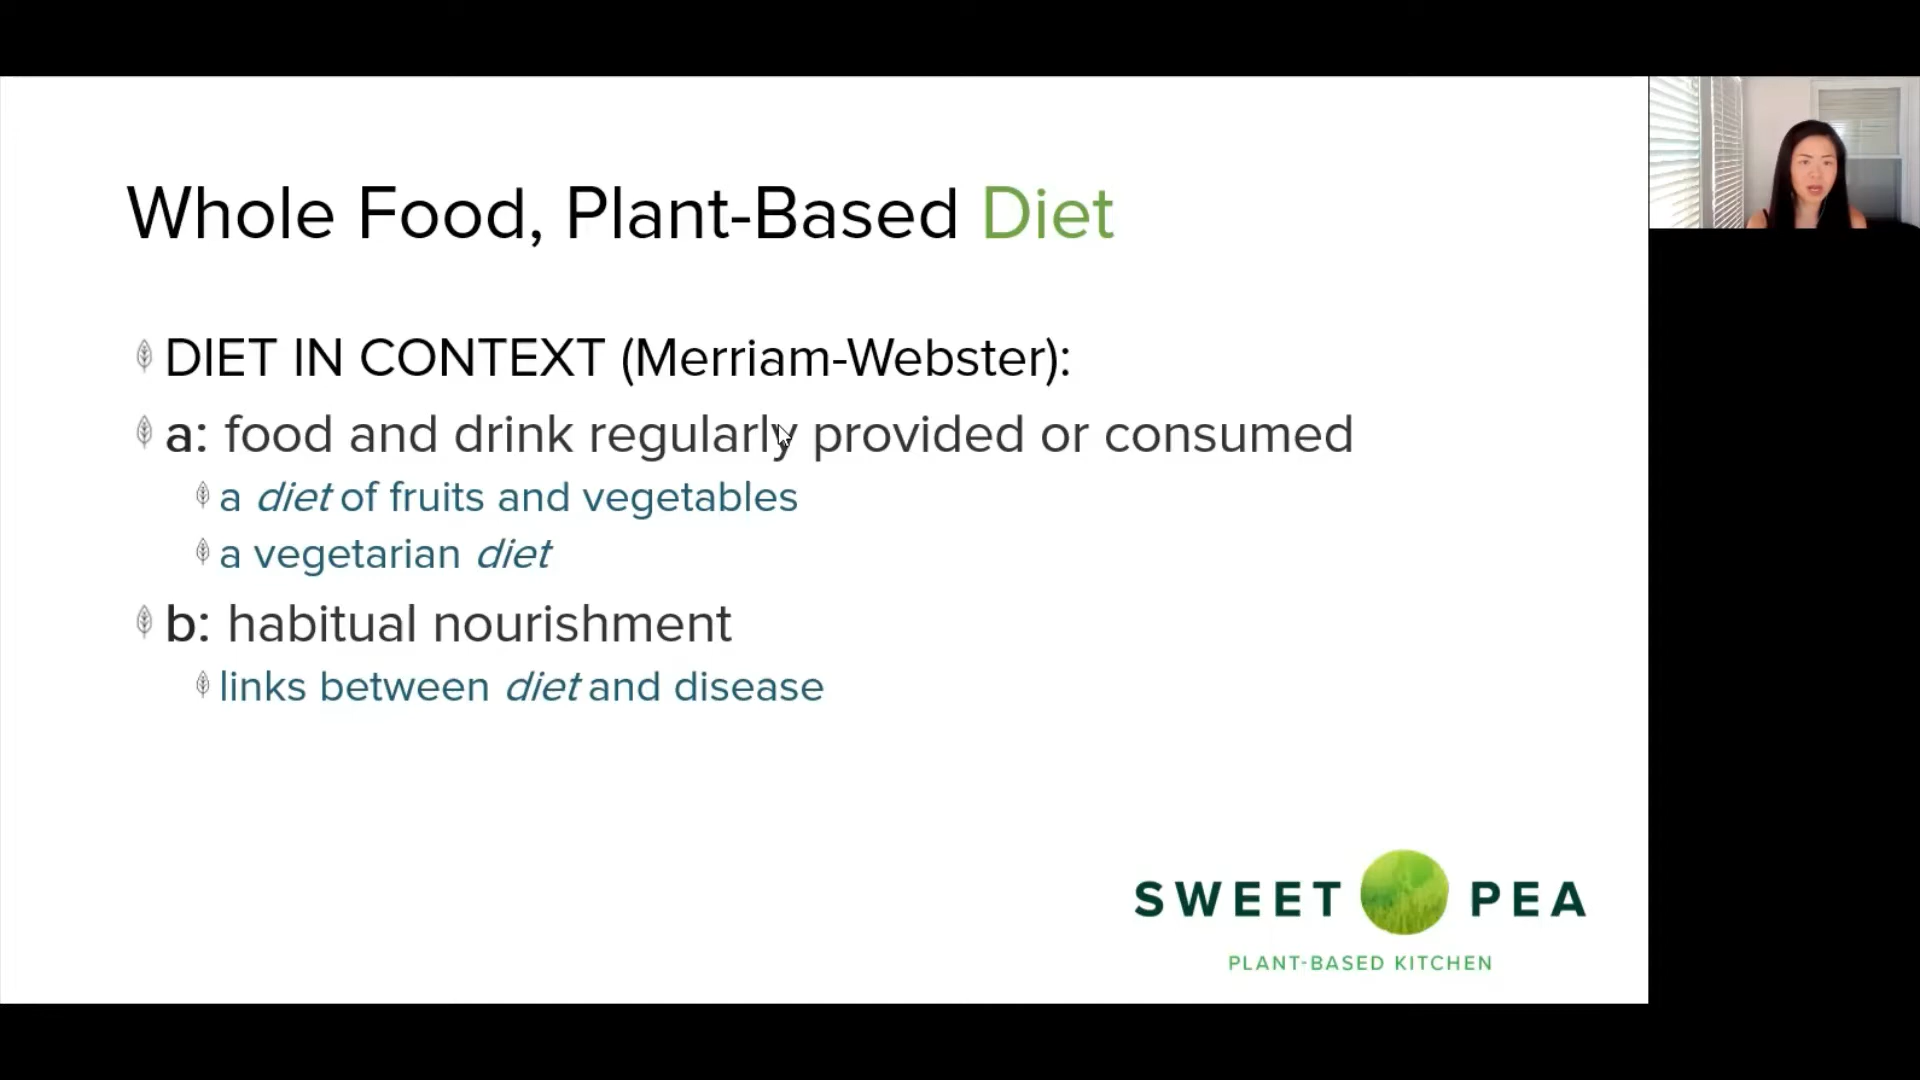 Whole Food, Plant-Based Diet
DIET IN CONTEXT (Merriam-Webster):
a: food and drink regularly provided or consumed
a diet of fruits and vegetables
a vegetarian diet
b: habitual nourishment
links between diet and disease
SWEET PEA
PLANT-BASED KITCHEN